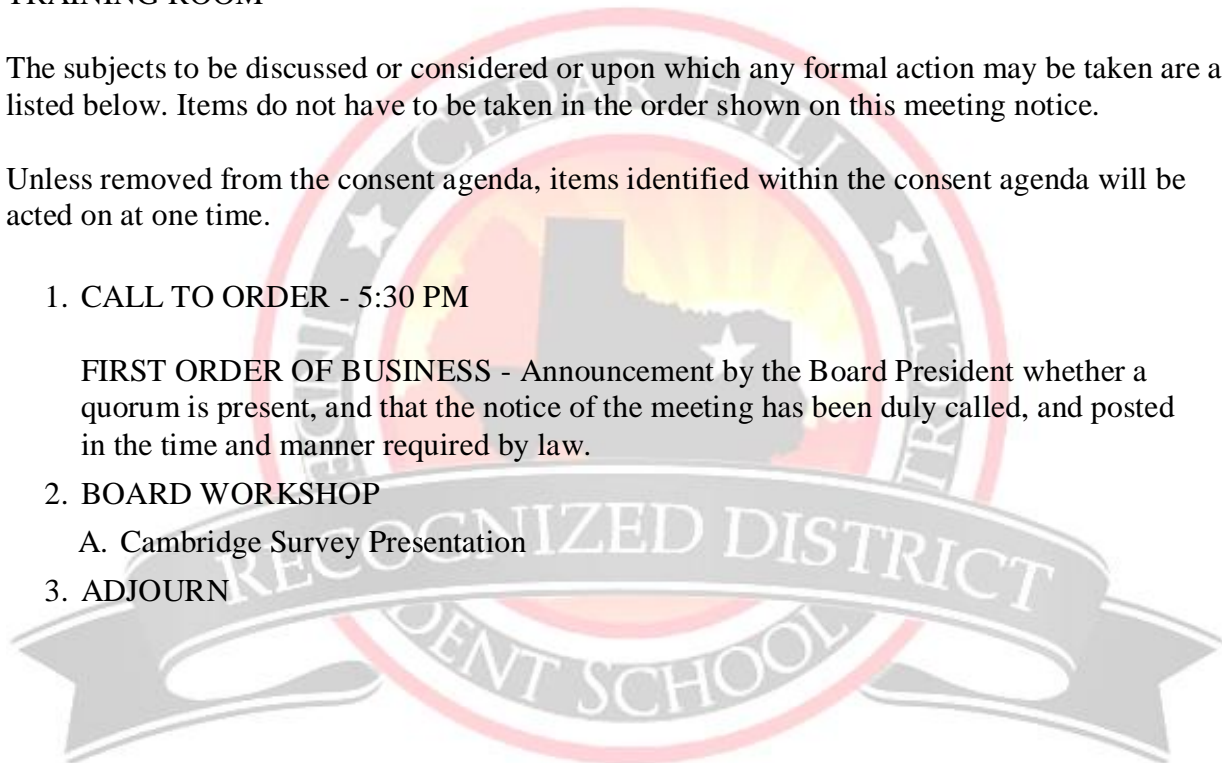 TRAINING ROOM
The subjects to be discussed or considered or upon which any formal action may be taken are a
listed below. Items do not have to be taken in the order shown on this meeting notice.
Unless removed from the consent agenda, items identified within the consent agenda will be
acted on at one time.
1. CALL TO ORDER - 5:30 PM
FIRST ORDER OF BUSINESS - Announcement by the Board President whether a
quorum is present, and that the notice of the meeting has been duly called, and posted
in the time and manner required by law.
2. BOARD WORKSHOP
A. Cambridge Survey Presentation
3. ADJOURN
CEDAR HILL
RECOGNIZED DISTRICT
SCHOOL